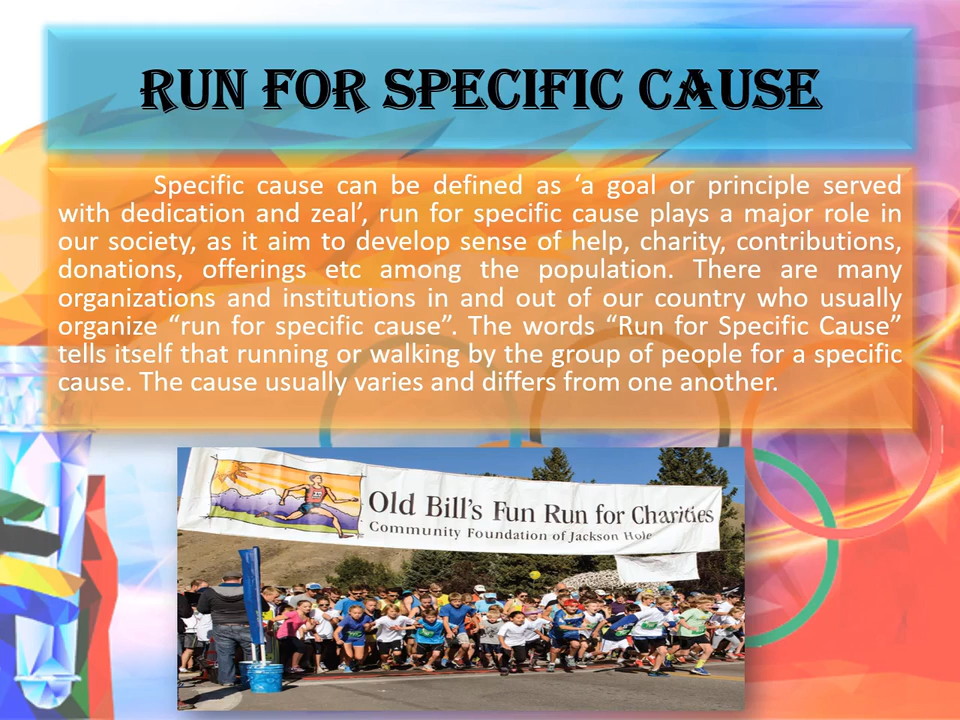 RUN FOR SPECIFIC CAUSE
Specific cause can be defined as ‘a goal or principle served
with dedication and zeal’, run for specific cause plays a major role in
our society, as it aim to develop sense of help, charity, contributions,
donations, offerings etc among the population. There are many
organizations and institutions in and out of our country who usually
organize “run for specific cause”. The words “Run for Specific Cause”
tells itself that running or walking by the group of people for a specific
cause. The cause usually varies and differs from one another.
Old Bill's Fun Run for Charities
Community Foundation of Jackson Hole